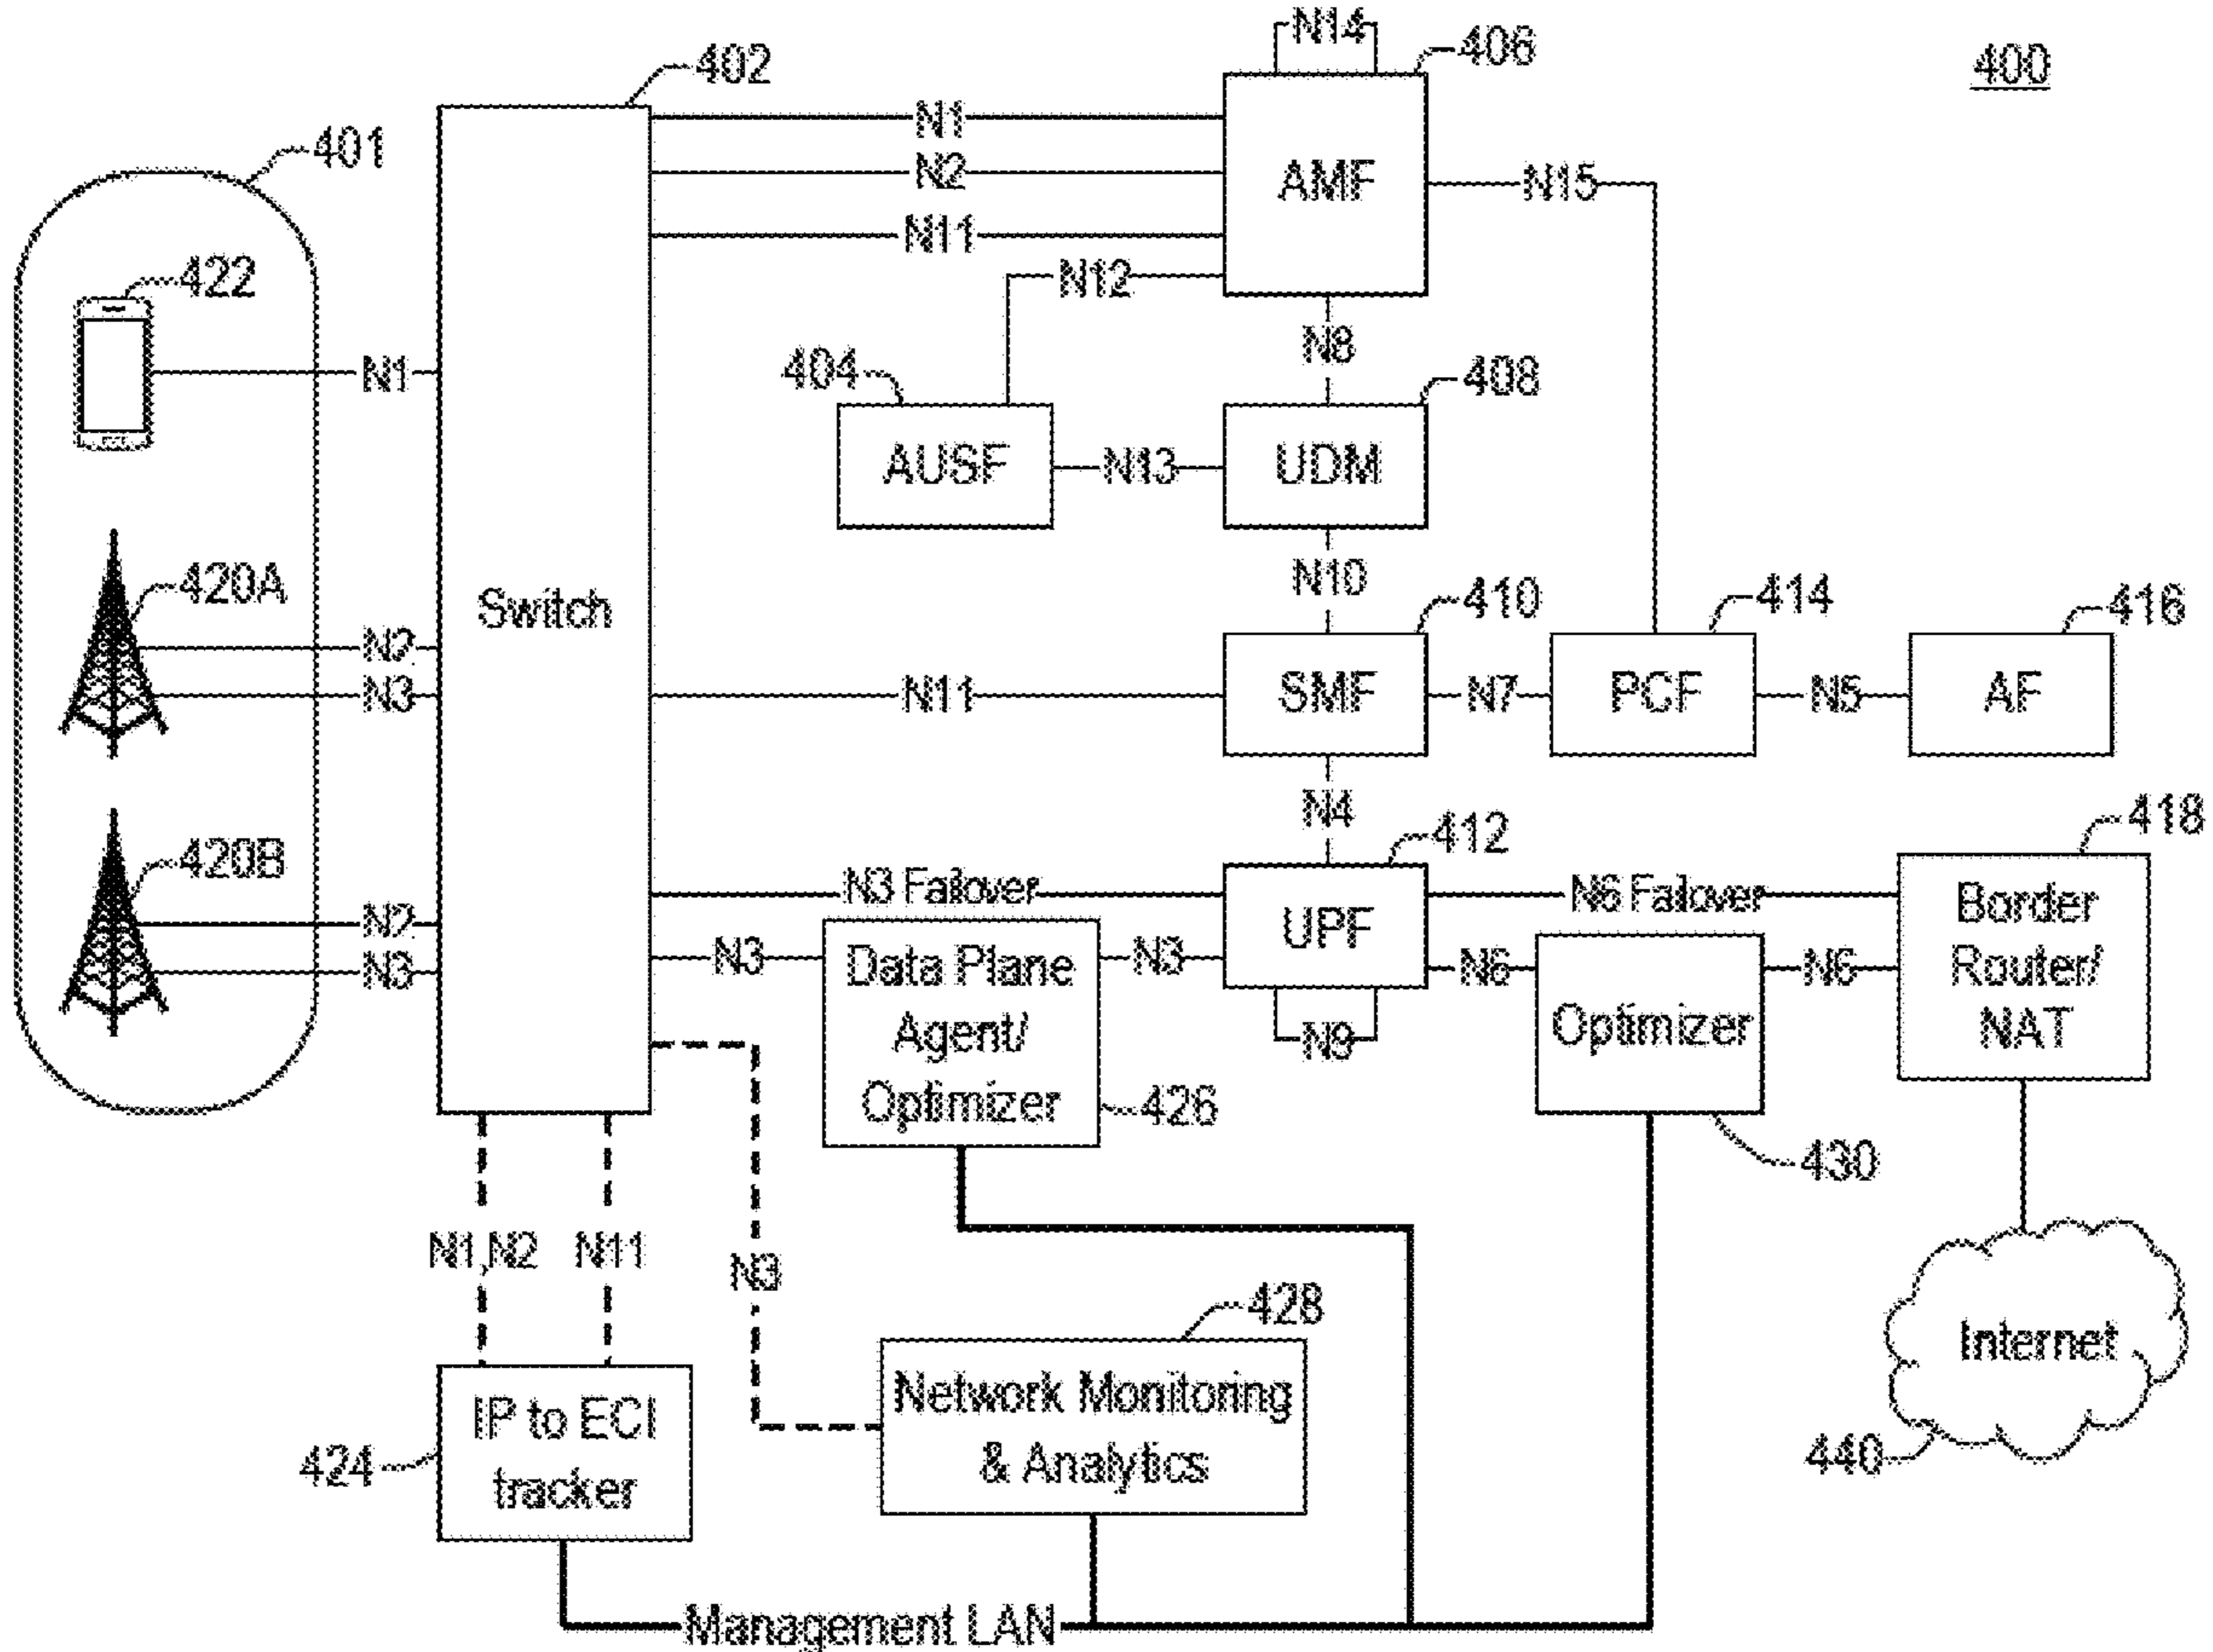 N14
406
400
402
N1
401
N2
AMF
N15
N11
422
N12
N8
404
408
N1
AUSF
N13
UDM
420A
N10
410
414
416
Switch
N2
N3
N11
SMF
N7
PCF
N5
AF
N4
412
418
420B
N3 Failover
N6 Failover
UPF
Border
Router/
NAT
N2
N3
N3
Data Plane
Agent/
Optimizer
N3
N6
Optimizer
N6
N9
426
430
N1,N2
N11
N3
428
Network Monitoring
& Analytics
Internet
IP to ECI
tracker
424
440
Management LAN